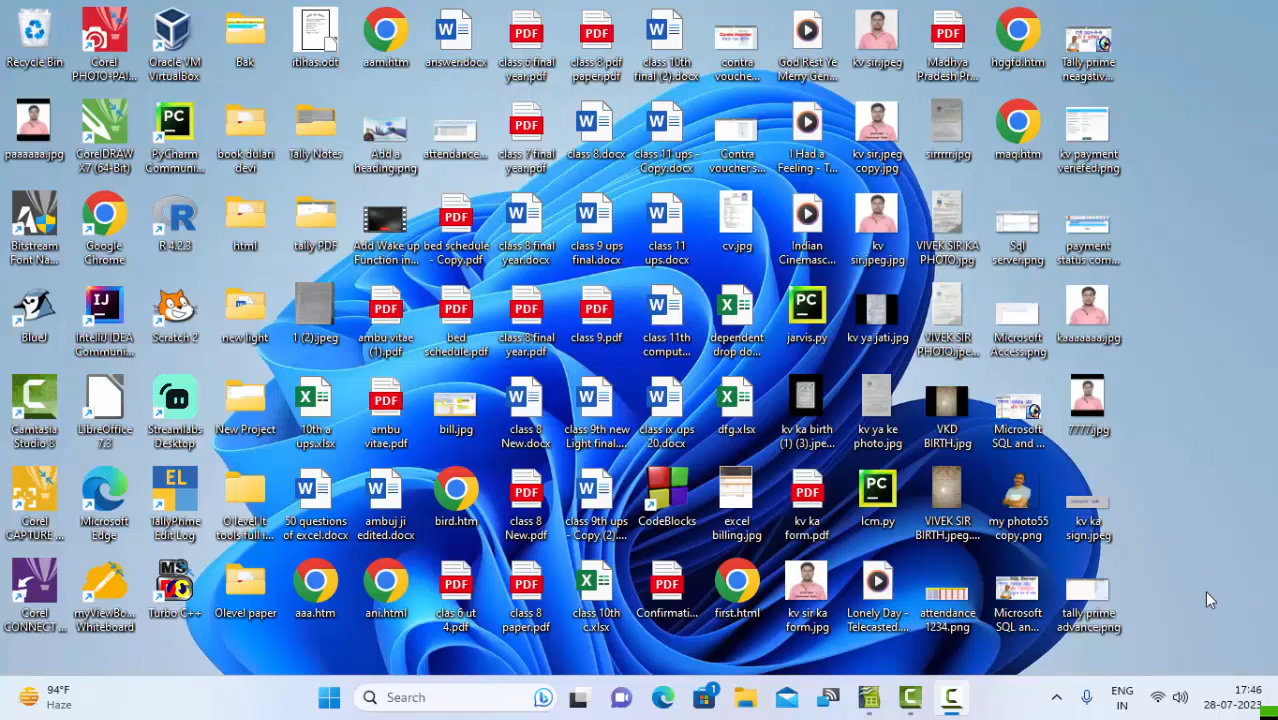 Recycle Bin
Corel
PHOTO-PAI...
Oracle VM
VirtualBox
Bak
itihas.odt
aam.htm
answer.docx
class 6 final
year.pdf
class 8 pdf
paper.pdf
class 10th
final (2).docx
contra
vouche...
God Rest Ye
Merry Gen...
kv sir.jpeg
Madhya
Pradesh Pr...
hggfd.htm
Tally prime
neagativ...
paaaaaa.jpg
CorelDRAW
X7 (64-Bit)
PyCharm
Communi...
book dulari
devi
Tally Notes
Add a
heading.png
attendance...
class 7 final
year.pdf
class 8.docx
class 11 ups -
Copy.docx
Contra
voucher s...
I Had a
Feeling - T...
kv sir.jpeg
copy.jpg
sirrrrr.jpg
maq.htm
kv payment
veriefed.png
Bitstream
Font Na...
Google
Chrome
R 4.2.3
html
tally PDF
Add Wake up
Function in...
bed schedule
- Copy.pdf
class 8 final
year.docx
class 9 ups
final.docx
class 11
ups.docx
cv.jpg
Indian
Cinemasc...
kv
sir.jpeg.jpg
VIVEK SIR KA
PHOTO.jpg
Sql
server.png
payment
status com...
BlueJ
IntelliJ IDEA
Communi...
Scratch 2
new light
1 (2).jpeg
ambu vitae
(1).pdf
bed
schedule.pdf
class 8 final
year.pdf
class 9.pdf
class 11th
comput...
dependent
drop do...
jarvis.py
kv ya jati.jpg
VIVEK SIR
PHOTO.jpe...
Microsoft
Access.png
kaaaaaaa.jpg
Camtasia
Studio 8
LibreOffice
7.3
Streamlabs
Desktop
New Project
10th a
ups.xlsx
ambu
vitae.pdf
bill.jpg
class 8
New.docx
class 9th new
Light final....
class ix ups
20.docx
dfg.xlsx
kv ka birth
(1) (3).jpe...
kv ya ke
photo.jpg
VKD
BIRTH.jpg
Microsoft
SQL and ...
7777.jpg
Corel
CAPTURE ...
Microsoft
Edge
TallyPrime
Edit Log
O level It
tools full r...
50 questions
of excel.docx
ambuj ji
edited.docx
bird.htm
class 8
New.pdf
class 9th ups
- Copy (2)....
CodeBlocks
excel
billing.jpg
kv ka
form.pdf
lcm.py
VIVEK SIR
BIRTH.jpeg....
my photo55
copy.png
kv ka
sign.jpeg
Corel
CONNECT ...
myViewBo...
Whiteboard
Turbo C++
Olevel paper
aaa.htm
ani.html
clas 6 ut
4.pdf
class 8
paper.pdf
class 10th
c.xlsx
Confirmati...
first.html
kv sir ka
form.jpg
Lonely Day -
Telecasted....
attendance
1234.png
Microsoft
SQL an...
tally prime
advance.png
94°F
Haze
Search
1
ENG
IN
17:46
28-07-2023